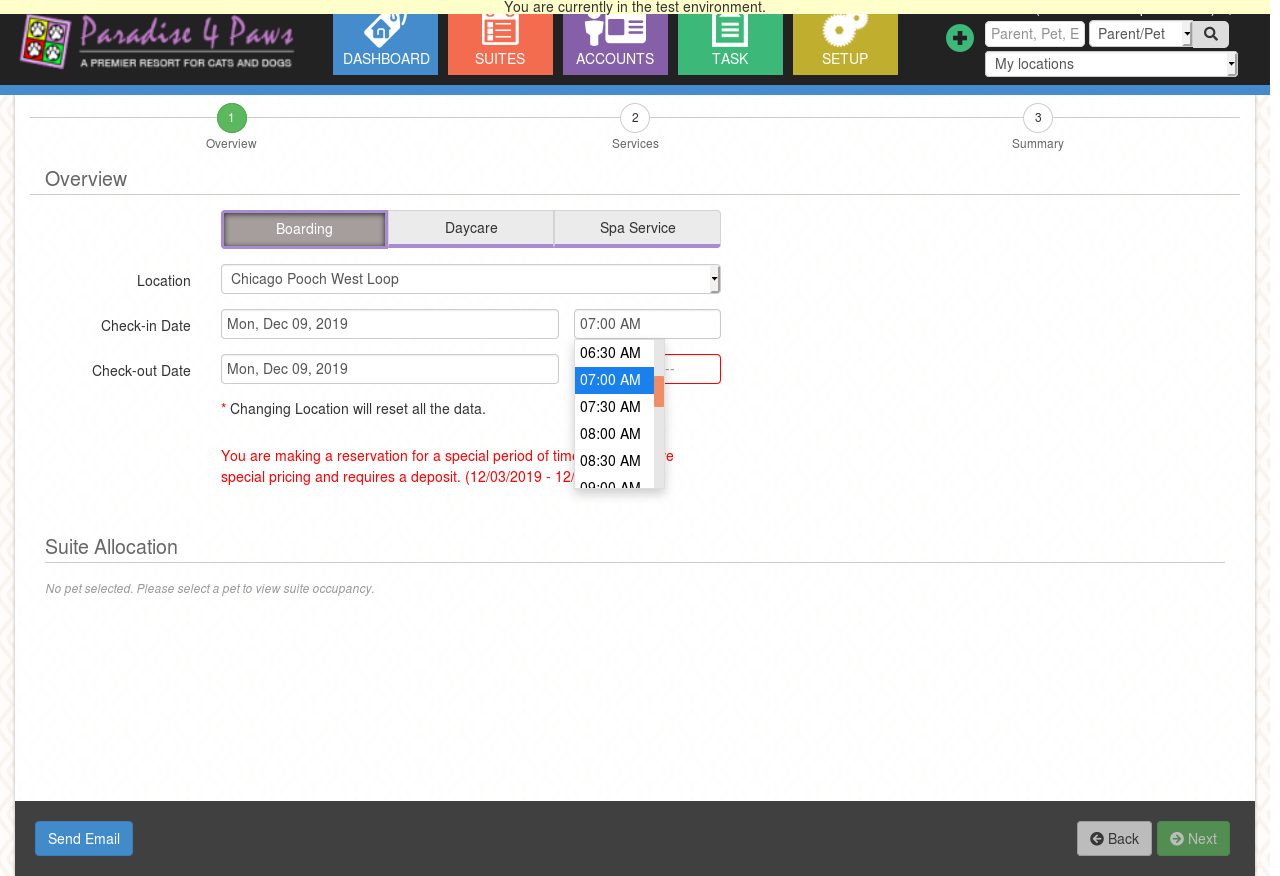 You are currently in the test environment.
Paradise 4 Paws
A PREMIER RESORT FOR CATS AND DOGS
DASHBOARD
SUITES
ACCOUNTS
TASK
SETUP
Parent, Pet, E
Parent/Pet
My locations
1
2
3
Overview
Services
Summary
Overview
Boarding
Daycare
Spa Service
Location
Chicago Pooch West Loop
Check-in Date
Mon, Dec 09, 2019
07:00 AM
06:30 AM
07:00 AM
07:30 AM
08:00 AM
08:30 AM
09:00 AM
Check-out Date
Mon, Dec 09, 2019
--
* Changing Location will reset all the data.
You are making a reservation for a special period of
special pricing and requires a deposit. (12/03/2019 - 12/
Suite Allocation
No pet selected. Please select a pet to view suite occupancy.
Send Email
Back
Next